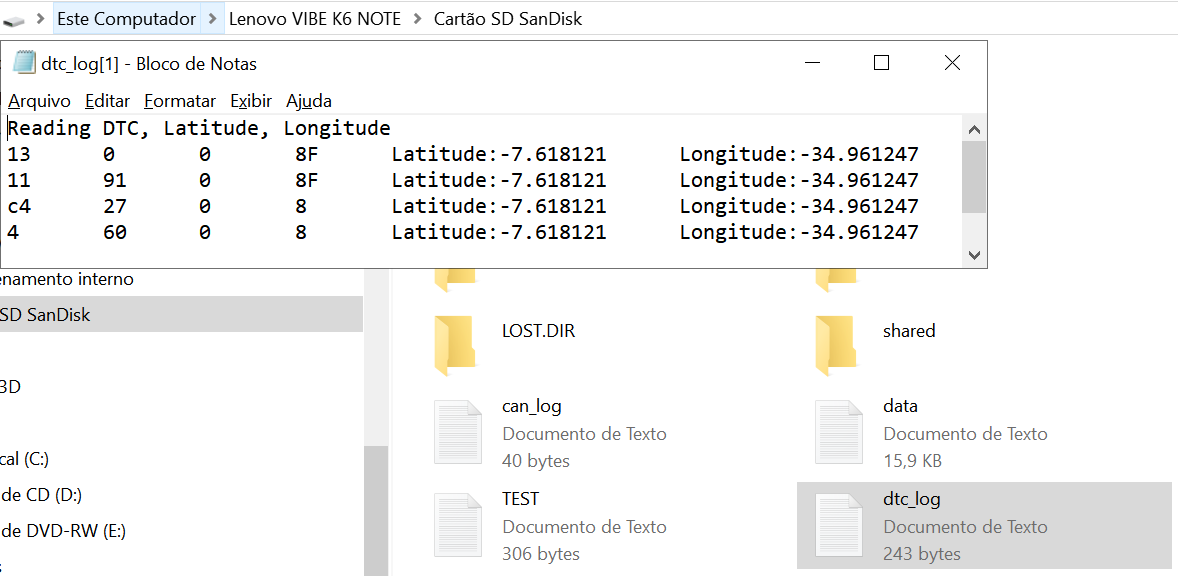 Este Computador > Lenovo VIBE K6 NOTE > Cartão SD SanDisk
dtc_log[1] - Bloco de Notas
Arquivo Editar Formatar Exibir Ajuda
Reading DTC, Latitude, Longitude
13 0 0 8F Latitude:-7.618121 Longitude:-34.961247
11 91 0 8F Latitude:-7.618121 Longitude:-34.961247
c4 27 0 8 Latitude:-7.618121 Longitude:-34.961247
4 60 0 8 Latitude:-7.618121 Longitude:-34.961247
enamento interno
SD SanDisk
3D
cal (C:)
de CD (D:)
de DVD-RW (E:)
LOST.DIR
shared
can_log
Documento de Texto
40 bytes
data
Documento de Texto
15,9 KB
TEST
Documento de Texto
306 bytes
dtc_log
Documento de Texto
243 bytes